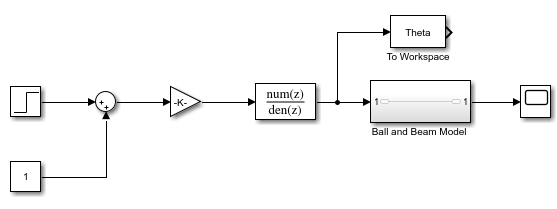 Theta
To Workspace
-K-
num(z)
den(z)
1 1
Ball and Beam Model
1